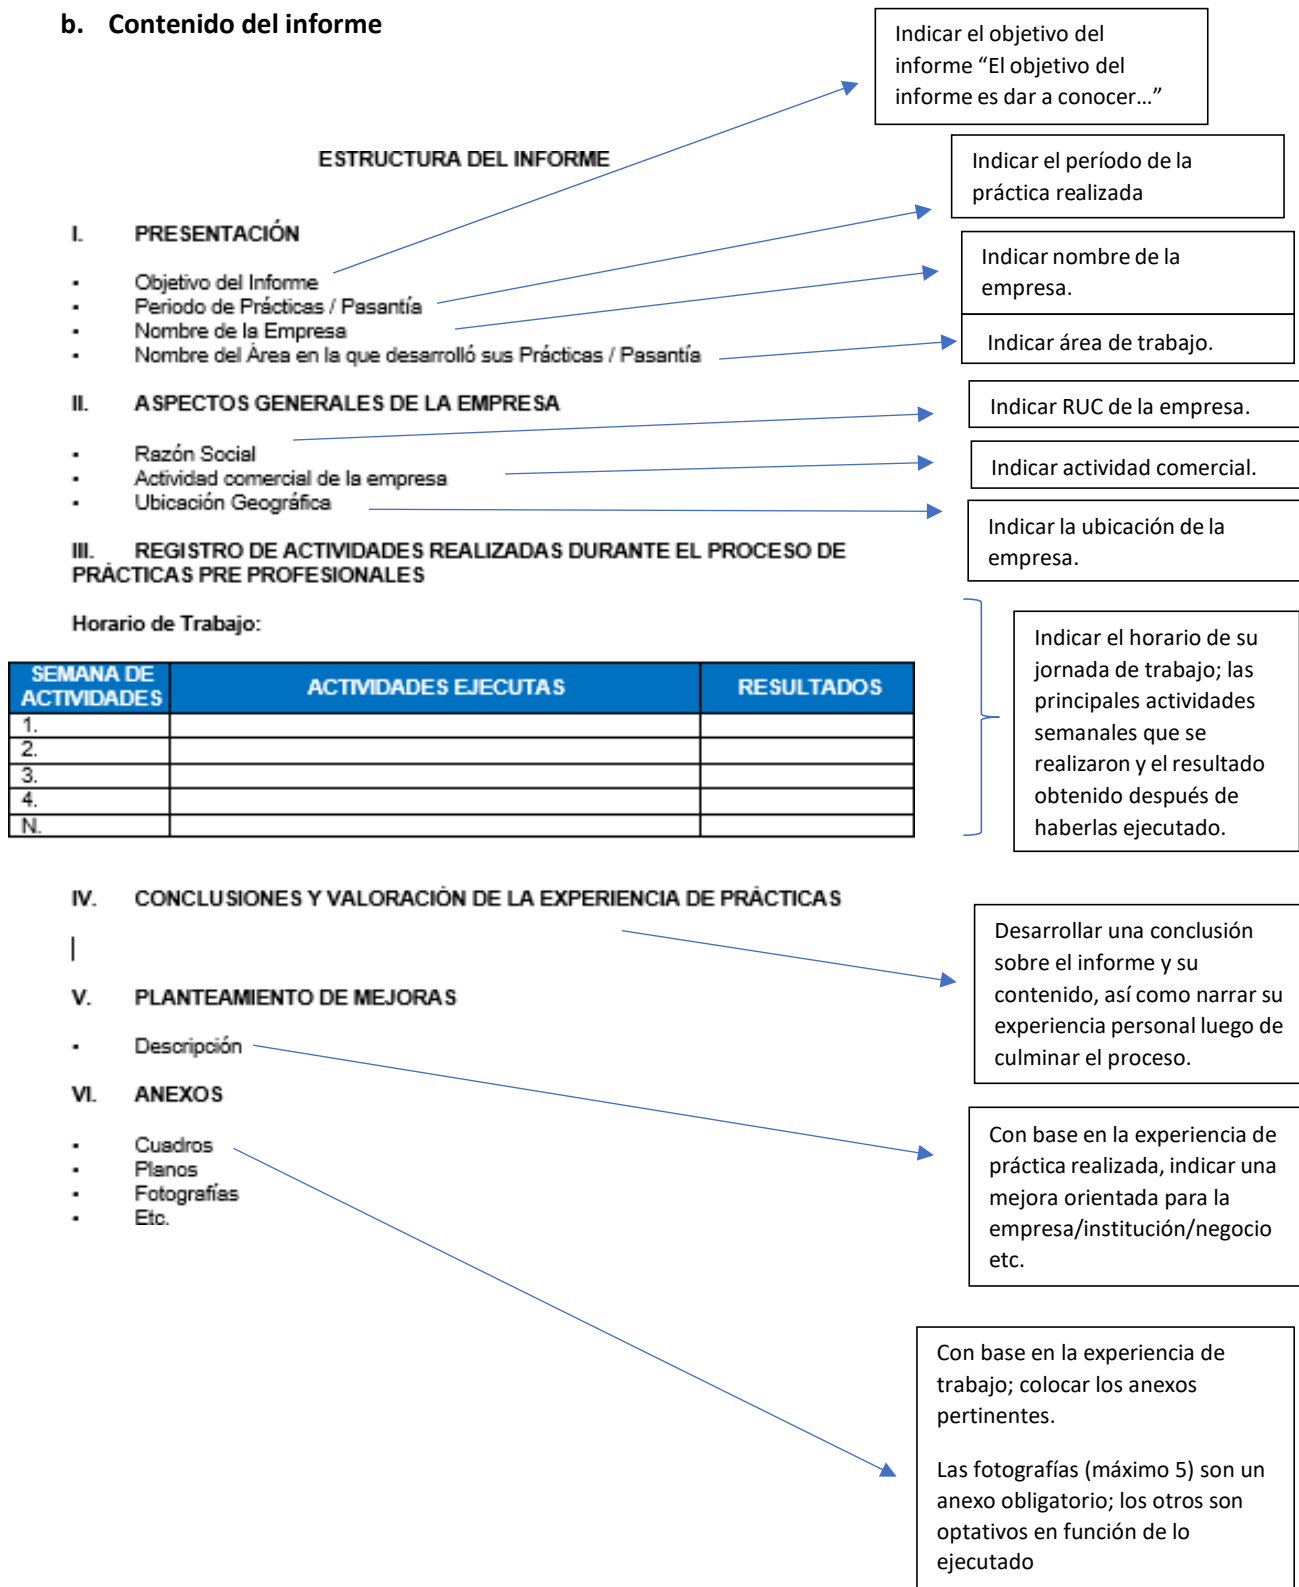 b. Contenido del informe
Indicar el objetivo del
informe “El objetivo del
informe es dar a conocer…”
ESTRUCTURA DEL INFORME
Indicar el período de la
práctica realizada
I. PRESENTACIÓN
▪ Objetivo del Informe
▪ Periodo de Prácticas / Pasantía
▪ Nombre de la Empresa
▪ Nombre del Área en la que desarrolló sus Prácticas / Pasantía
Indicar nombre de la
empresa.
Indicar área de trabajo.
II. ASPECTOS GENERALES DE LA EMPRESA
▪ Razón Social
▪ Actividad comercial de la empresa
▪ Ubicación Geográfica
Indicar RUC de la empresa.
Indicar actividad comercial.
Indicar la ubicación de la
empresa.
III. REGISTRO DE ACTIVIDADES REALIZADAS DURANTE EL PROCESO DE
PRÁCTICAS PRE PROFESIONALES
Horario de Trabajo:
SEMANA DE
ACTIVIDADES
ACTIVIDADES EJECUTAS
RESULTADOS
1.
2.
3.
4.
N.
Indicar el horario de su
jornada de trabajo; las
principales actividades
semanales que se
realizaron y el resultado
obtenido después de
haberlas ejecutado.
IV. CONCLUSIONES Y VALORACIÓN DE LA EXPERIENCIA DE PRÁCTICAS
Desarrollar una conclusión
sobre el informe y su
contenido, así como narrar su
experiencia personal luego de
culminar el proceso.
V. PLANTEAMIENTO DE MEJORAS
▪ Descripción
Con base en la experiencia de
práctica realizada, indicar una
mejora orientada para la
empresa/institución/negocio
etc.
VI. ANEXOS
▪ Cuadros
▪ Planos
▪ Fotografías
▪ Etc.
Con base en la experiencia de
trabajo; colocar los anexos
pertinentes.
Las fotografías (máximo 5) son un
anexo obligatorio; los otros son
optativos en función de lo
ejecutado